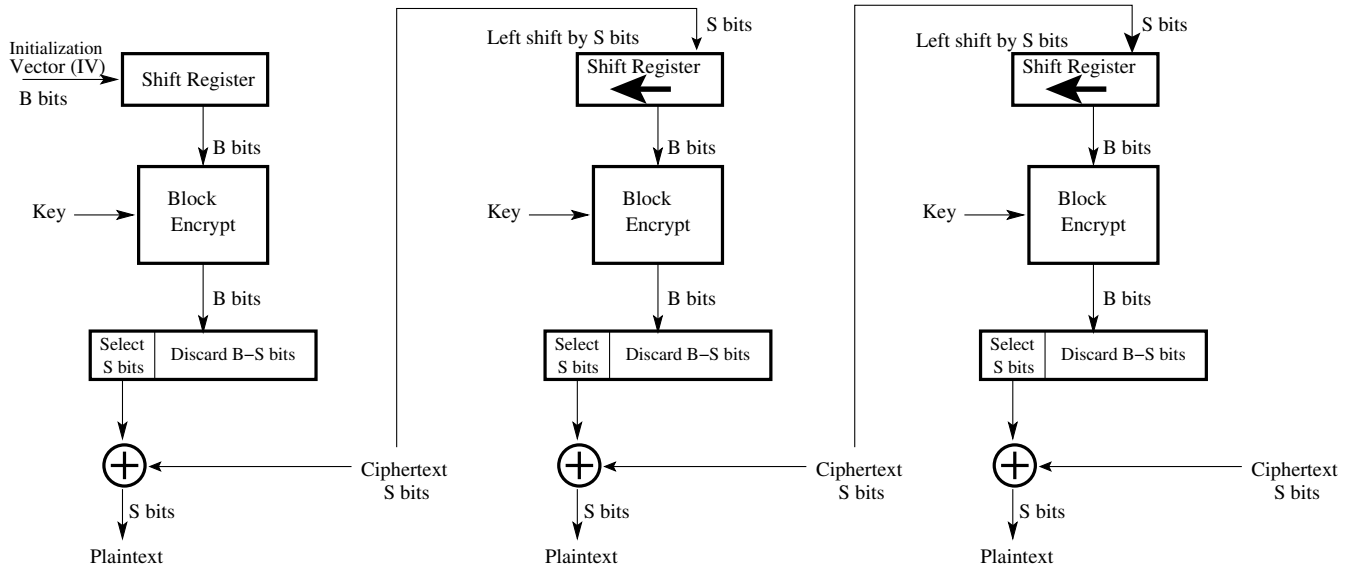 Initialization
Vector (IV)
B bits
Shift Register
B bits
Key
Block
Encrypt
B bits
Select
S bits
Discard B−S bits
Ciphertext
S bits
S bits
Plaintext
S bits
Left shift by S bits
Shift Register
B bits
Key
Block
Encrypt
B bits
Select
S bits
Discard B−S bits
Ciphertext
S bits
S bits
Plaintext
S bits
Left shift by S bits
Shift Register
B bits
Key
Block
Encrypt
B bits
Select
S bits
Discard B−S bits
Ciphertext
S bits
S bits
Plaintext